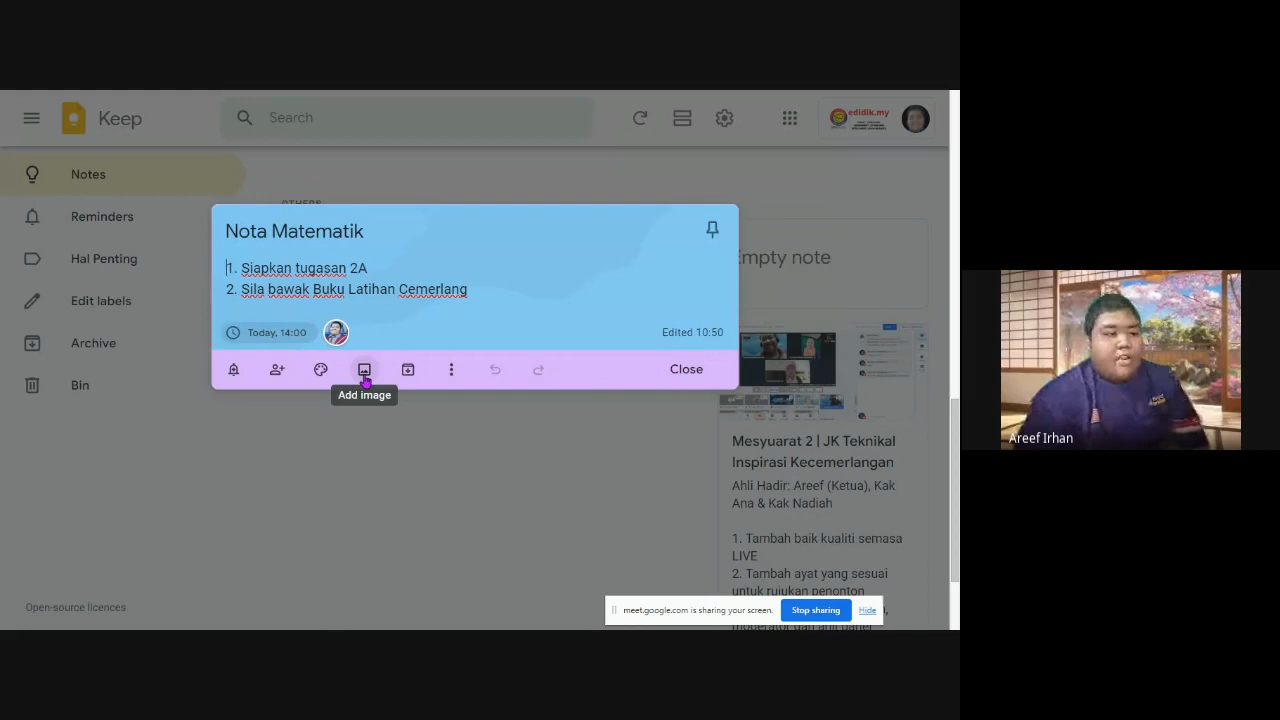 Keep
Search
edidik.my
Notes
Reminders
Hal Penting
Edit labels
Archive
Bin
Open-source licences
OTHERS
Nota Matematik
1. Siapkan tugasan 2A
2. Sila bawak Buku Latihan Cemerlang
Today, 14:00
Edited 10:50
Close
Add image
Empty note
Mesyuarat 2 | JK Teknikal
Inspirasi Kecemerlangan
Ahli Hadir: Areef (Ketua), Kak
Ana & Kak Nadiah
1. Tambah baik kualiti semasa
LIVE
2. Tambah ayat yang sesuai
untuk rujukan penonton
meet.google.com is sharing your screen.
Stop sharing
Hide
Areef Irhan